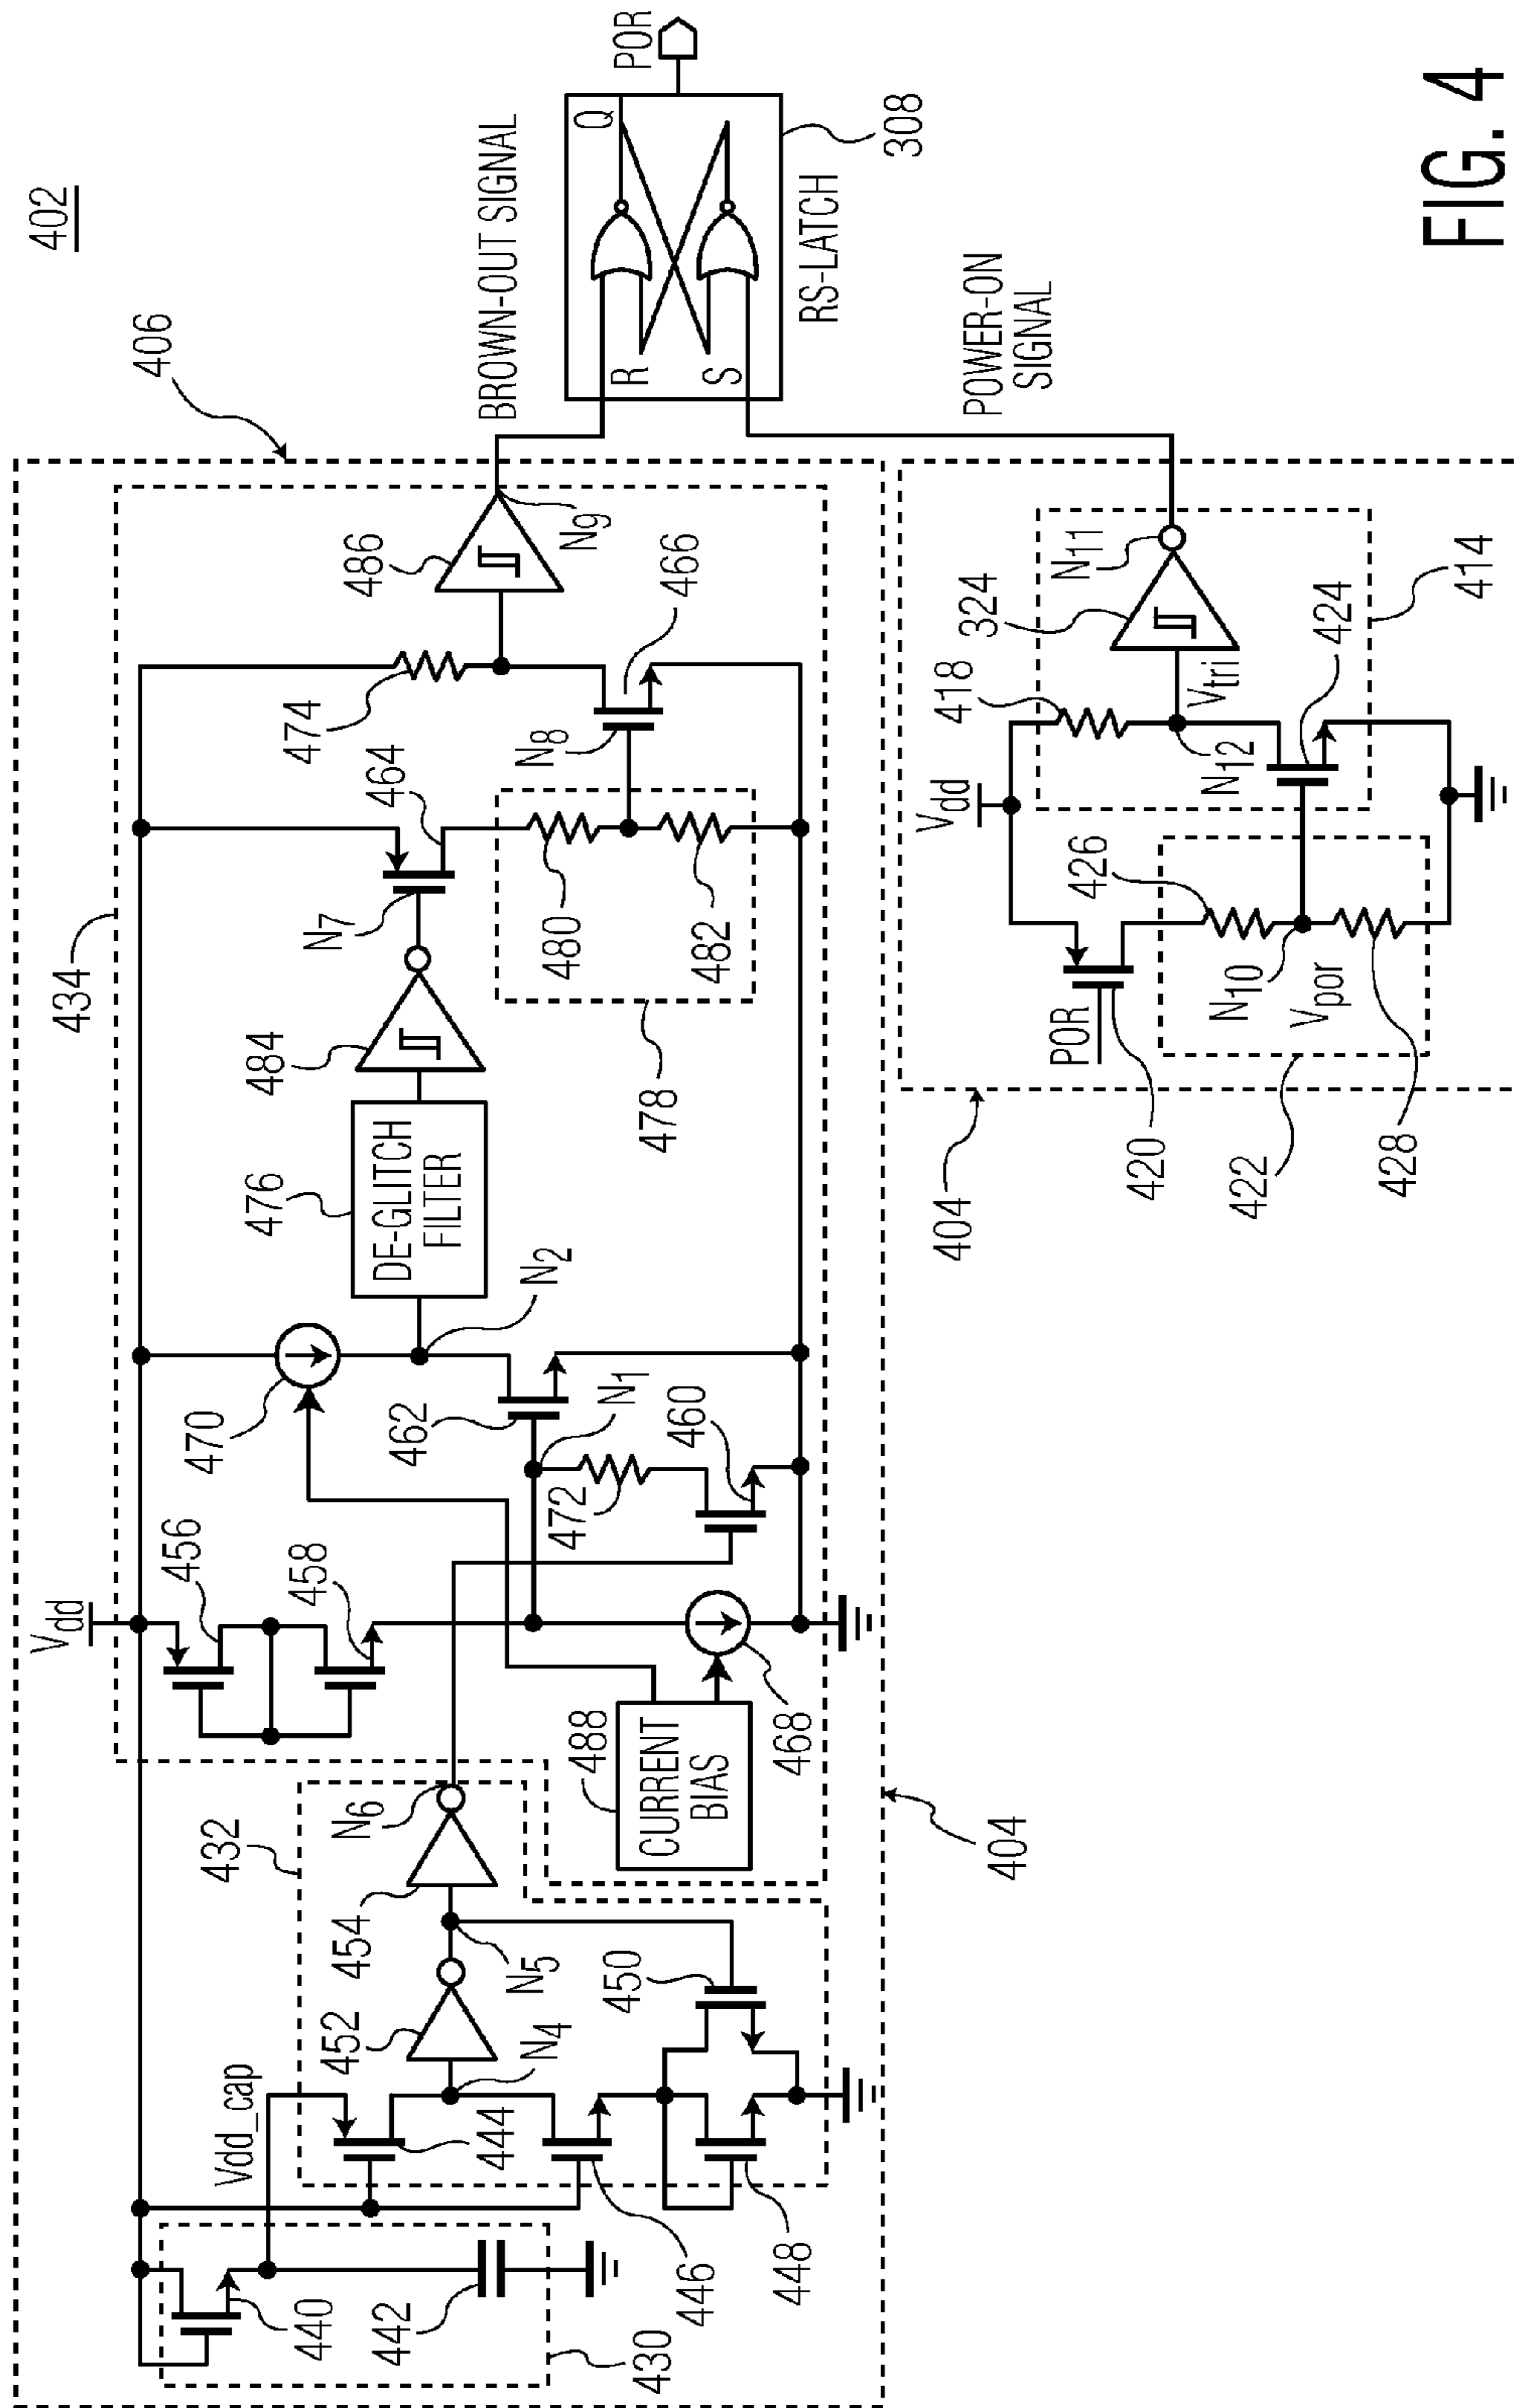 402
406
434
BROWN-OUT SIGNAL
Vdd
456
458
470
476
DE-GLITCH
FILTER
484
N7
464
474
486
N9
466
N8
480
482
478
N2
462
N1
472
460
468
488
CURRENT
BIAS
432
454
N6
452
N5
N4
450
Vdd_cap
444
446
448
440
442
430
404
Q
POR
R
S
308
RS-LATCH
POWER-ON
SIGNAL
404
Vdd
418
324
N11
Vtri
N12
424
414
POR
420
426
N10
Vpor
422
428
FIG. 4